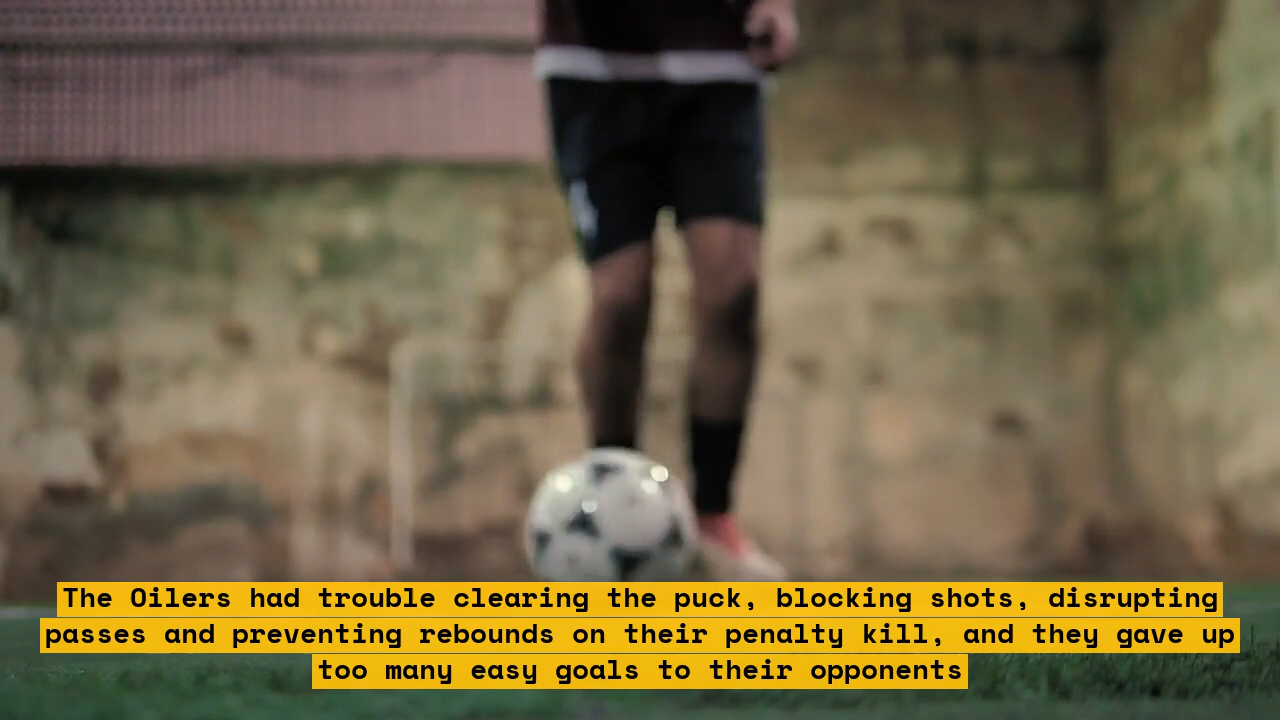 The Oilers had trouble clearing the puck, blocking shots, disrupting
passes and preventing rebounds on their penalty kill, and they gave up
too many easy goals to their opponents